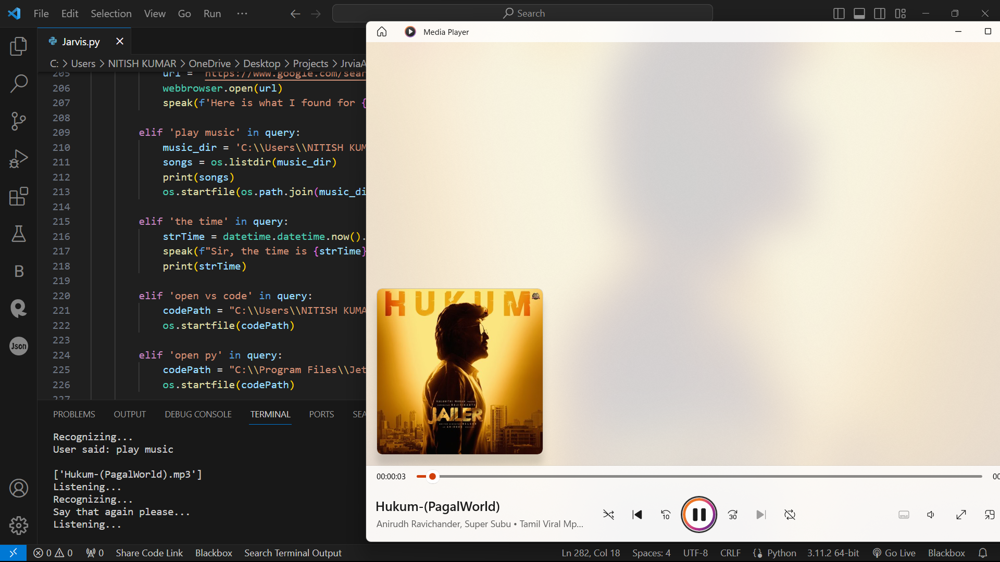 File Edit Selection View Go Run ···
Search
Jarvis.py
C: > Users > NITISH KUMAR > OneDrive > Desktop > Projects > JrviaA
205 url = https://www.google.com/sear
206 webbrowser.open(url)
207 speak(f'Here is what I found for {
208
209 elif 'play music' in query:
210 music_dir = 'C:\\Users\\NITISH KUM
211 songs = os.listdir(music_dir)
212 print(songs)
213 os.startfile(os.path.join(music_di
214
215 elif 'the time' in query:
216 strTime = datetime.datetime.now().
217 speak(f"Sir, the time is {strTime}
218 print(strTime)
219
220 elif 'open vs code' in query:
221 codePath = "C:\\Users\\NITISH KUMA
222 os.startfile(codePath)
223
224 elif 'open py' in query:
225 codePath = "C:\\Program Files\\Jet
226 os.startfile(codePath)
227
B
Json
PROBLEMS OUTPUT DEBUG CONSOLE TERMINAL PORTS SEA
Recognizing...
User said: play music
['Hukum-(PagalWorld).mp3']
Listening...
Recognizing...
Say that again please...
Listening...
Media Player
HUKUM
KALANITHI MARAN
SUPERSTAR RAJINIKANTH
JAILER
NELSON
ANIRUDH
00:00:03
00
Hukum-(PagalWorld)
Anirudh Ravichander, Super Subu • Tamil Viral Mp...
10
30
0 0 0 Share Code Link Blackbox Search Terminal Output
Ln 282, Col 18 Spaces: 4 UTF-8 CRLF {} Python 3.11.2 64-bit Go Live Blackbox